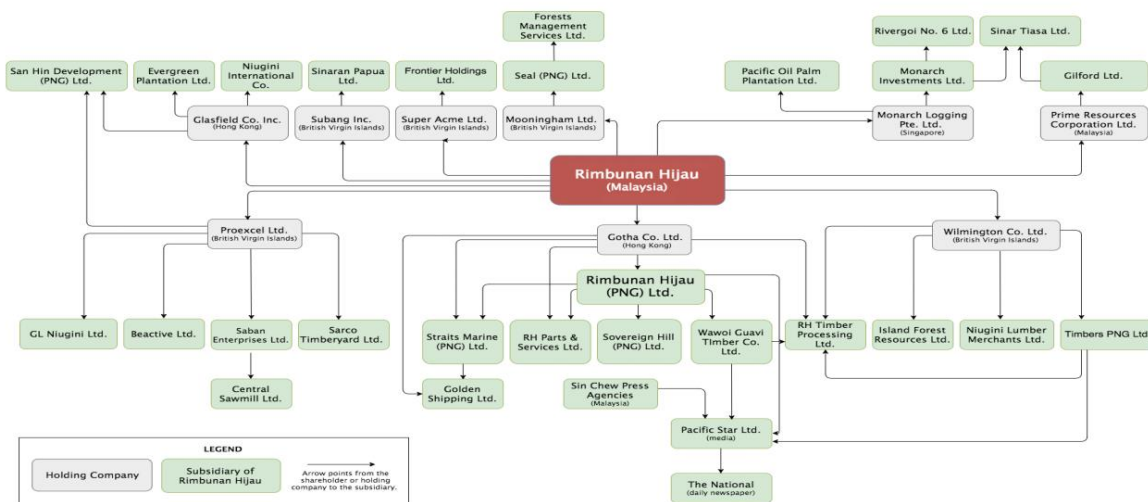 Forests
Management
Services Ltd.
Rivergoi No. 6 Ltd.
Sinar Tiasa Ltd.
San Hin Development
(PNG) Ltd.
Evergreen
Plantation Ltd.
Niugini
International
Co.
Sinaran Papua
Ltd.
Frontier Holdings
Ltd.
Seal (PNG) Ltd.
Pacific Oil Palm
Plantation Ltd.
Monarch
Investments Ltd.
Gilford Ltd.
Glasfield Co. Inc.
(Hong Kong)
Subang Inc.
(British Virgin Islands)
Super Acme Ltd.
(British Virgin Islands)
Mooningham Ltd.
(British Virgin Islands)
Monarch Logging
Pte. Ltd.
(Singapore)
Prime Resources
Corporation Ltd.
(Malaysia)
Rimbunan Hijau
(Malaysia)
Proexcel Ltd.
(British Virgin Islands)
Gotha Co. Ltd.
(Hong Kong)
Wilmington Co. Ltd.
(British Virgin Islands)
Rimbunan Hijau
(PNG) Ltd.
GL Niugini Ltd.
Beactive Ltd.
Saban
Enterprises Ltd.
Sarco
Timberyard Ltd.
Straits Marine
(PNG) Ltd.
RH Parts &
Services Ltd.
Sovereign Hill
(PNG) Ltd.
Wawoi Guavi
TImber Co.
Ltd.
RH Timber
Processing
Ltd.
Island Forest
Resources Ltd.
Niugini Lumber
Merchants Ltd.
Timbers PNG Ltd
Central
Sawmill Ltd.
Golden
Shipping Ltd.
Sin Chew Press
Agencies
(Malaysia)
Pacific Star Ltd.
(media)
The National
(daily newspaper)
LEGEND
Holding Company
Subsidiary of
Rimbunan Hijau
Arrow points from the
shareholder or holding
company to the subsidiary.